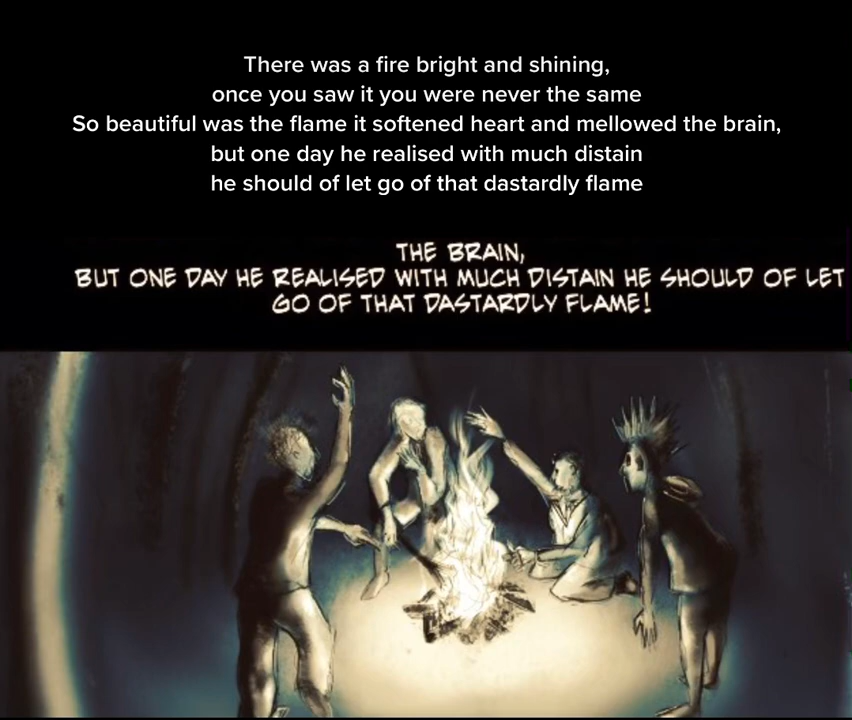 There was a fire bright and shining,
once you saw it you were never the same
So beautiful was the flame it softened heart and mellowed the brain,
but one day he realised with much distain
he should of let go of that dastardly flame
THE BRAIN,
BUT ONE DAY HE REALISED WITH MUCH DISTAIN HE SHOULD OF LET
GO OF THAT DASTARDLY FLAME!